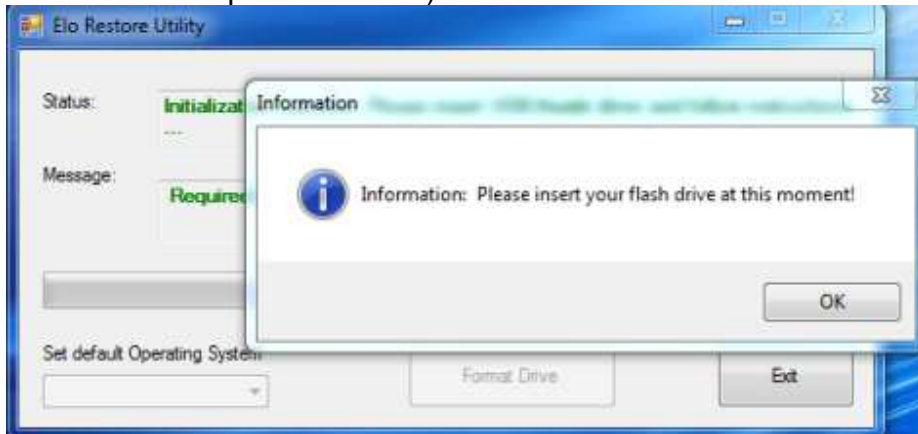 Elo Restore Utility
Status:
Initializat
---
Message:
Require
Information
Information: Please insert your flash drive at this moment!
OK
Set default Operating System
Format Drive
Exit